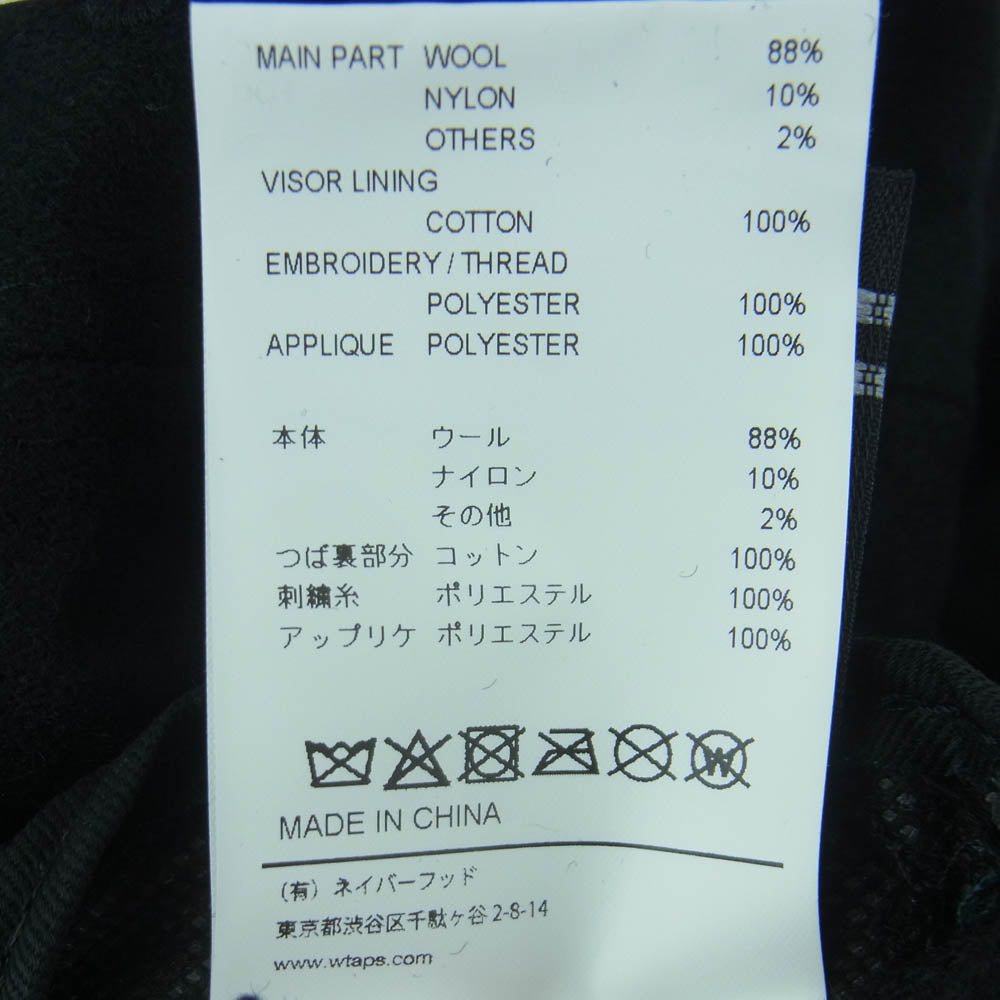 MAIN PART WOOL 88%
NYLON 10%
OTHERS 2%
VISOR LINING
COTTON 100%
EMBROIDERY / THREAD
POLYESTER 100%
APPLIQUE POLYESTER 100%
本体 ウール 88%
ナイロン 10%
その他 2%
つば裏部分 コットン 100%
刺繍糸 ポリエステル 100%
アップリケ ポリエステル 100%
W
MADE IN CHINA
(有) ネイバーフッド
東京都渋谷区千駄ヶ谷 2-8-14
www.wtaps.com